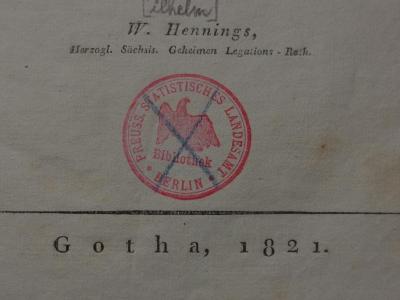 [ilhelm]
W. Hennings,
Herzogl. Sächsis. Geheimen Legations-Rath.
PREUSS. STATISTISCHES LANDESAMT
Bibliothek
* BERLIN *
Gotha, 1821.